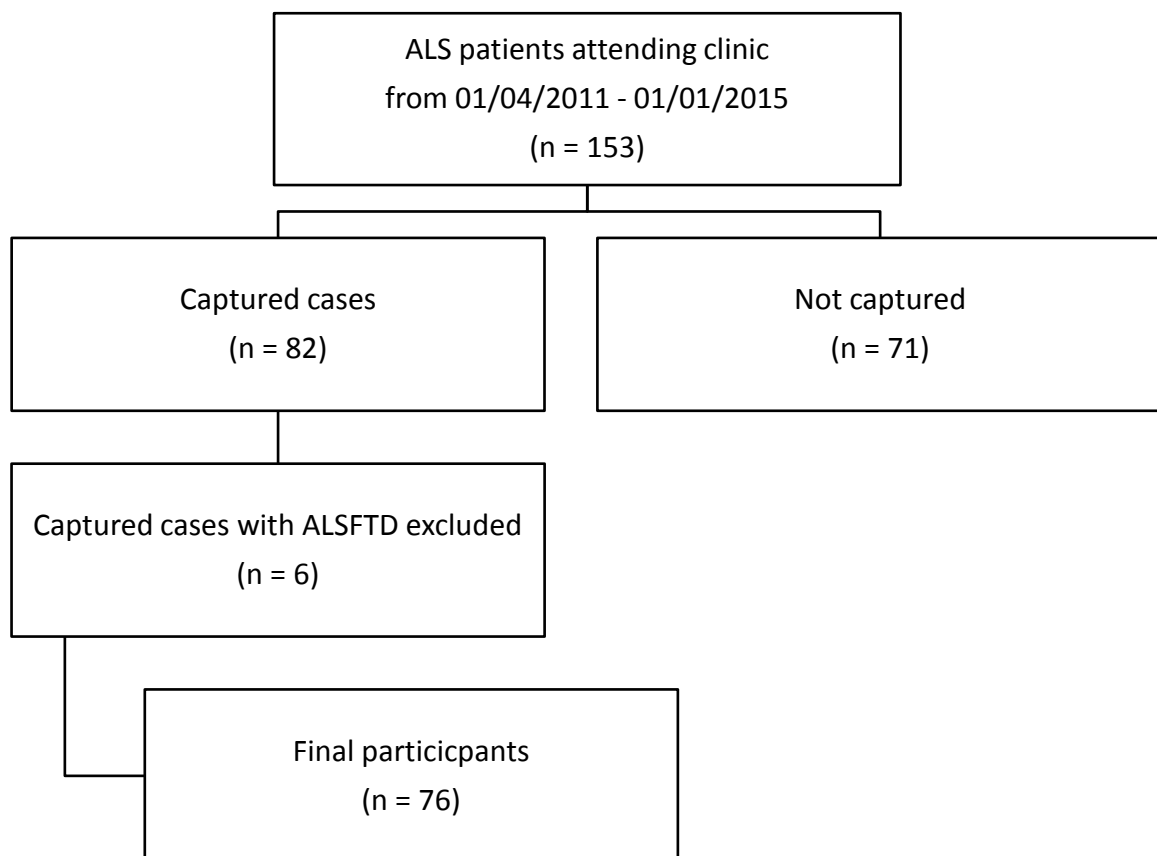 ALS patients attending clinic
from 01/04/2011 - 01/01/2015
(n = 153)
Captured cases
(n = 82)
Not captured
(n = 71)
Captured cases with ALSFTD excluded
(n = 6)
Final particicpants
(n = 76)